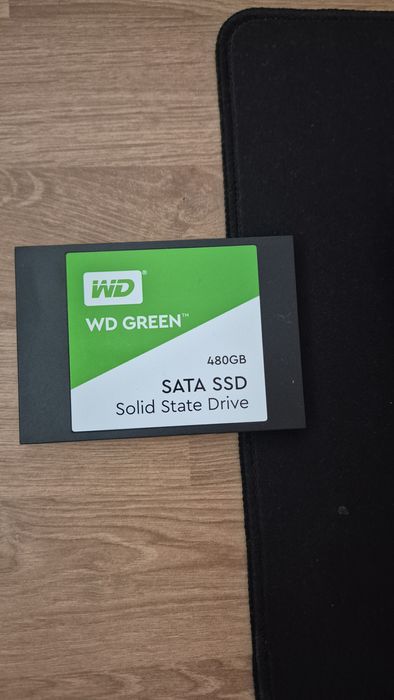 WD®
WD GREEN™
480GB
SATA SSD
Solid State Drive